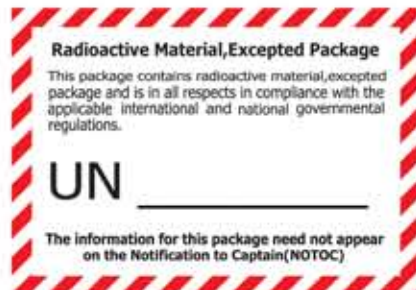 Radioactive Material,Excepted Package
This package contains radioactive material,excepted
package and is in all respects in compliance with the
applicable international and national governmental
regulations.
UN
The information for this package need not appear
on the Notification to Captain(NOTOC)